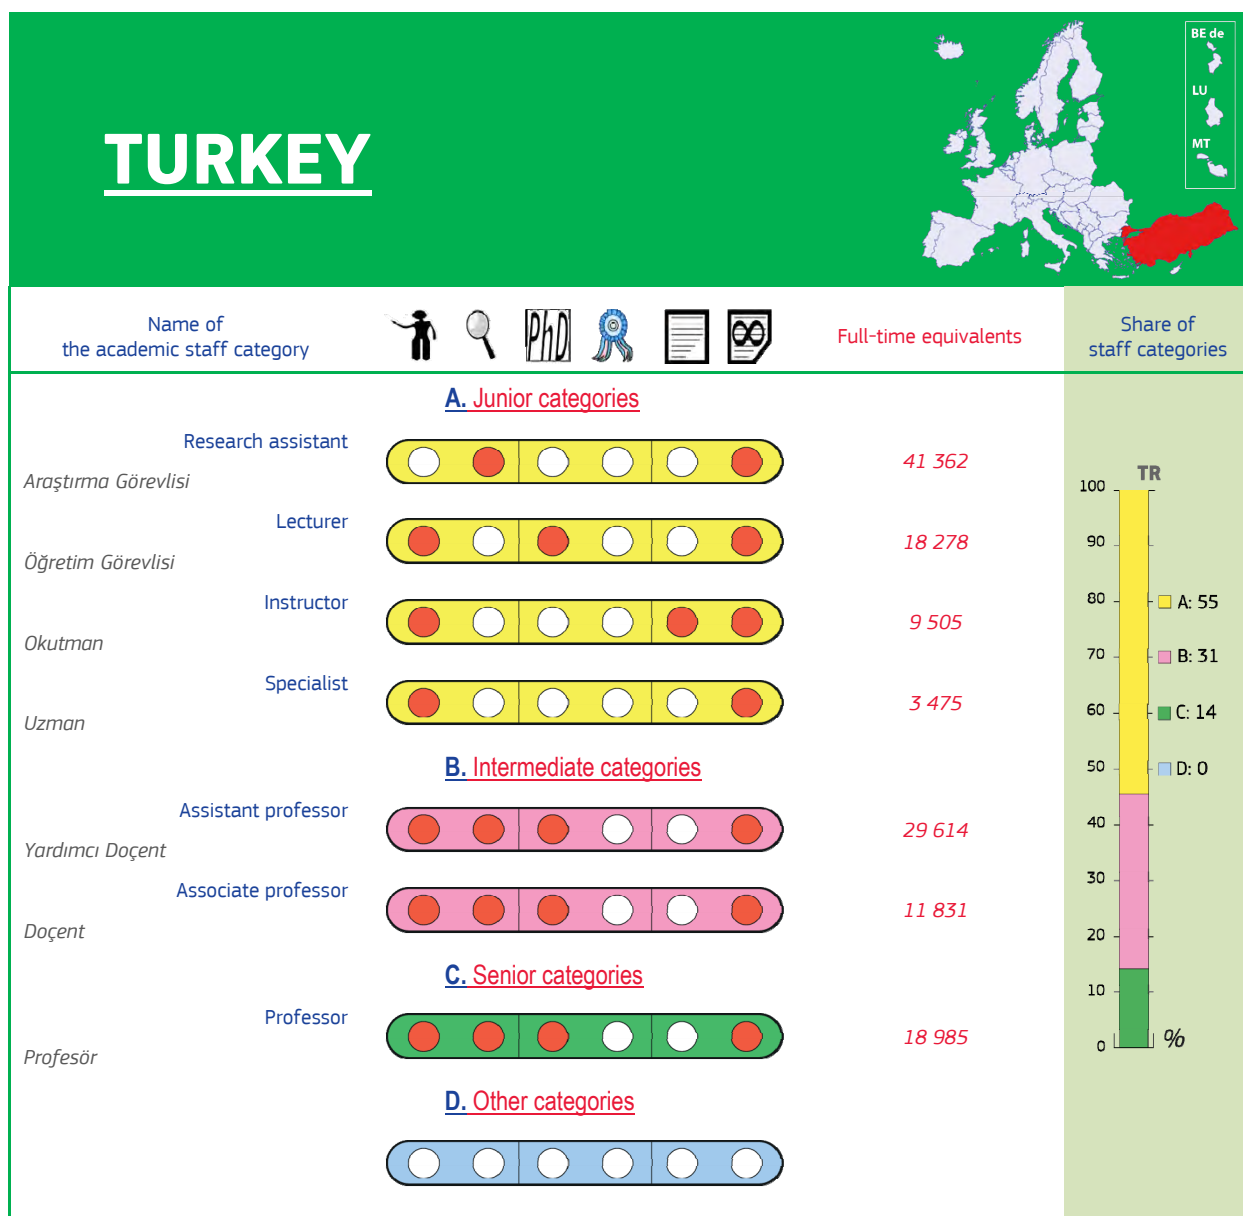 BE de
LU
MT
TURKEY
Name of
the academic staff category
PhD
Full-time equivalents
Share of
staff categories
A. Junior categories
Research assistant
Araştırma Görevlisi
41 362
Lecturer
Öğretim Görevlisi
18 278
Instructor
Okutman
9 505
Specialist
Uzman
3 475
B. Intermediate categories
Assistant professor
Yardımcı Doçent
29 614
Associate professor
Doçent
11 831
C. Senior categories
Professor
Profesör
18 985
D. Other categories
TR
100
90
80
70
60
50
40
30
20
10
0
%
A: 55
B: 31
C: 14
D: 0